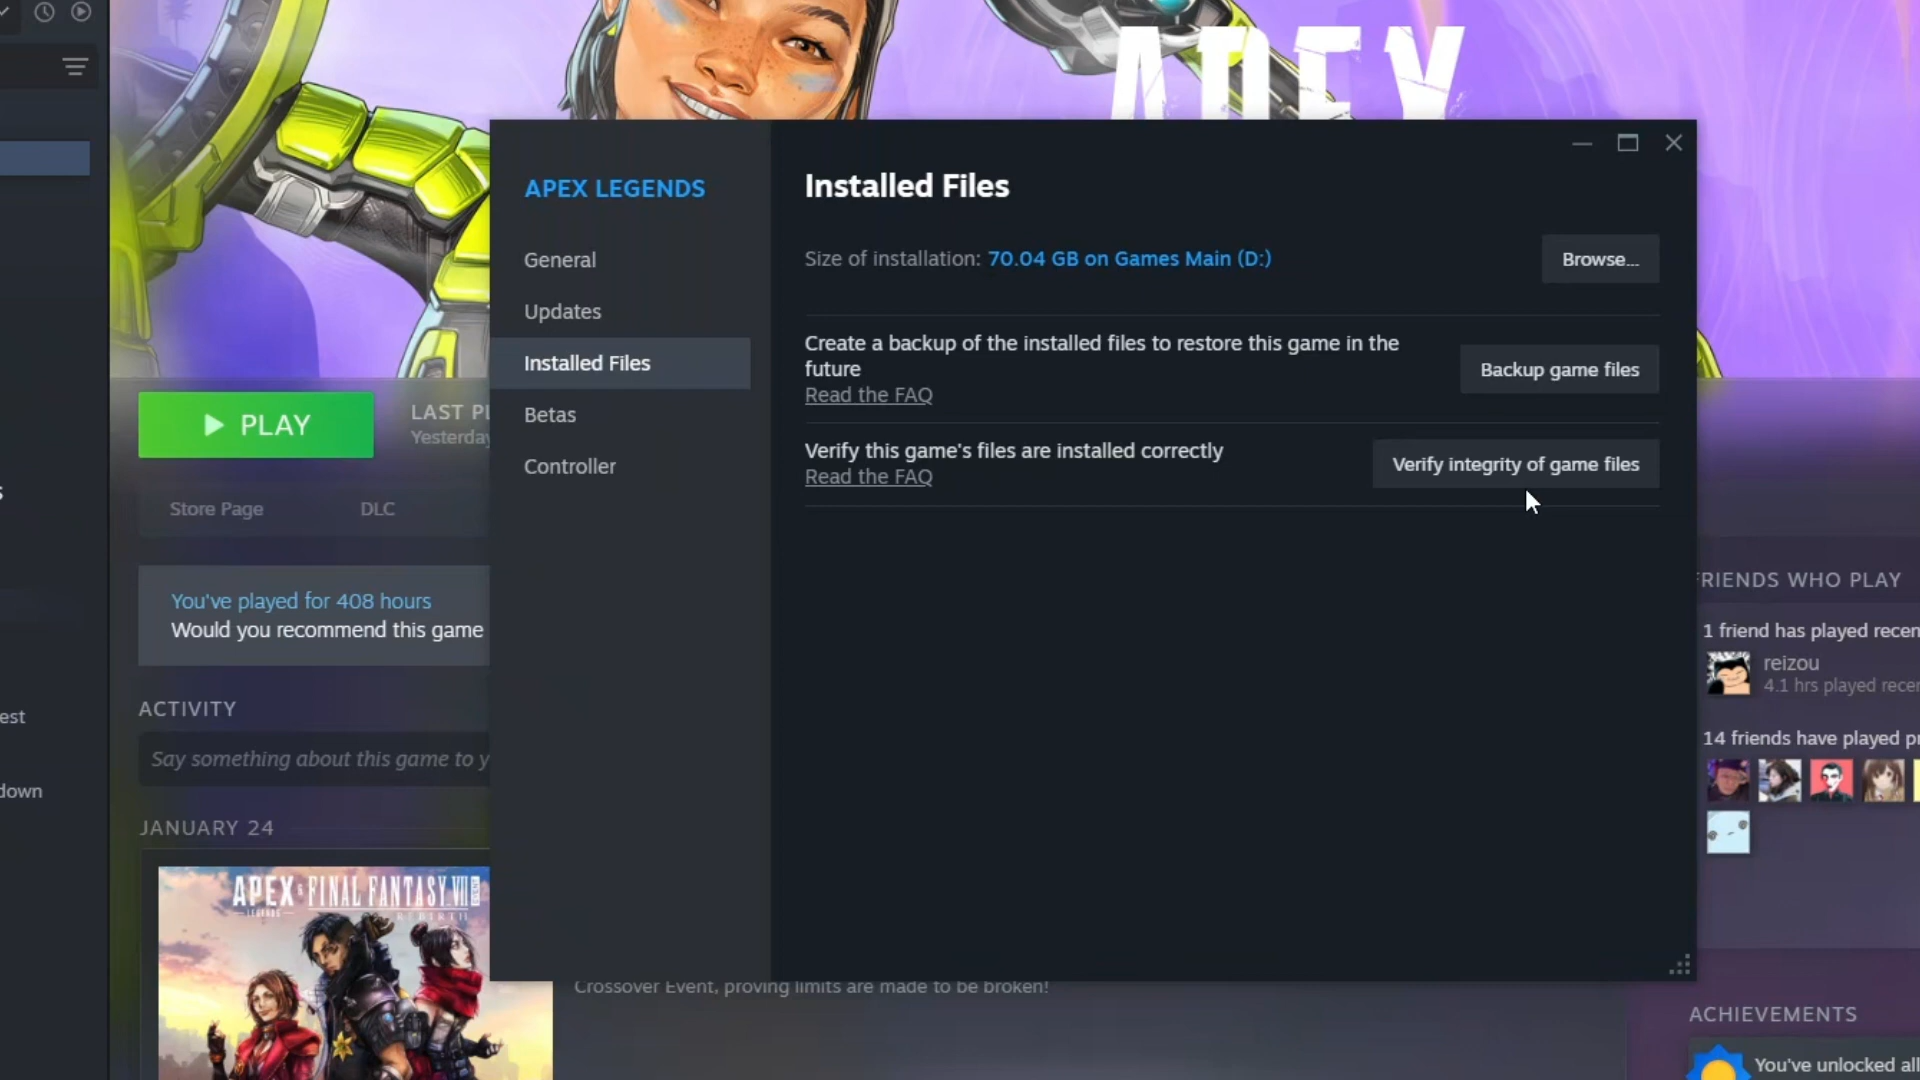 APEX
APEX LEGENDS
General
Updates
Installed Files
Betas
Controller
Installed Files
Size of installation: 70.04 GB on Games Main (D:)
Browse...
Create a backup of the installed files to restore this game in the
future
Read the FAQ
Backup game files
Verify this game's files are installed correctly
Read the FAQ
Verify integrity of game files
PLAY
LAST PL
Yesterday
Store Page
DLC
You've played for 408 hours
Would you recommend this game
ACTIVITY
Say something about this game to y
JANUARY 24
APEX
LEGENDS
FINAL FANTASY VII
REBIRTH
Crossover Event, proving limits are made to be broken!
est
down
FRIENDS WHO PLAY
1 friend has played recen
reizou
4.1 hrs played recen
14 friends have played pr
ACHIEVEMENTS
You've unlocked all